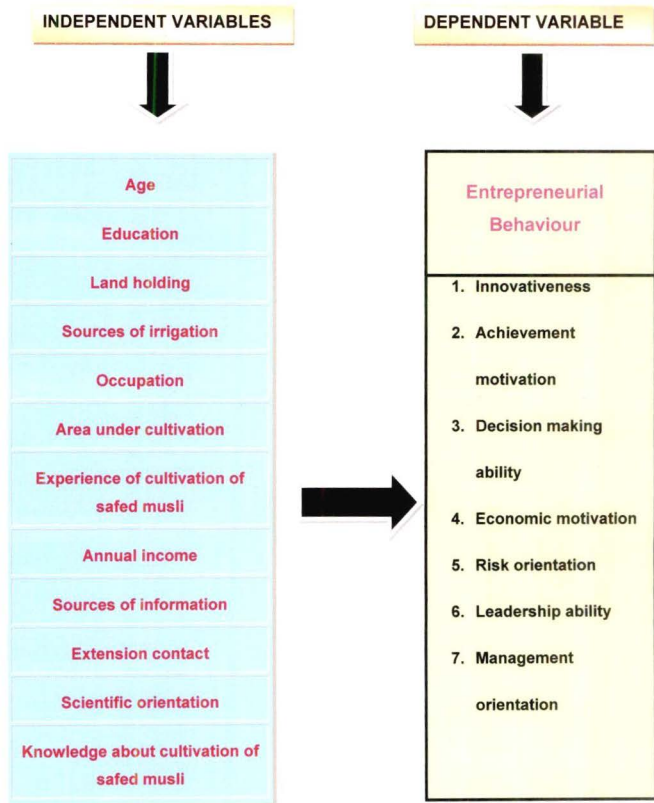 INDEPENDENT VARIABLES
Age
Education
Land holding
Sources of irrigation
Occupation
Area under cultivation
Experience of cultivation of
safed musli
Annual income
Sources of information
Extension contact
Scientific orientation
Knowledge about cultivation of
safed musli
DEPENDENT VARIABLE
Entrepreneurial
Behaviour
1. Innovativeness
2. Achievement
motivation
3. Decision making
ability
4. Economic motivation
5. Risk orientation
6. Leadership ability
7. Management
orientation